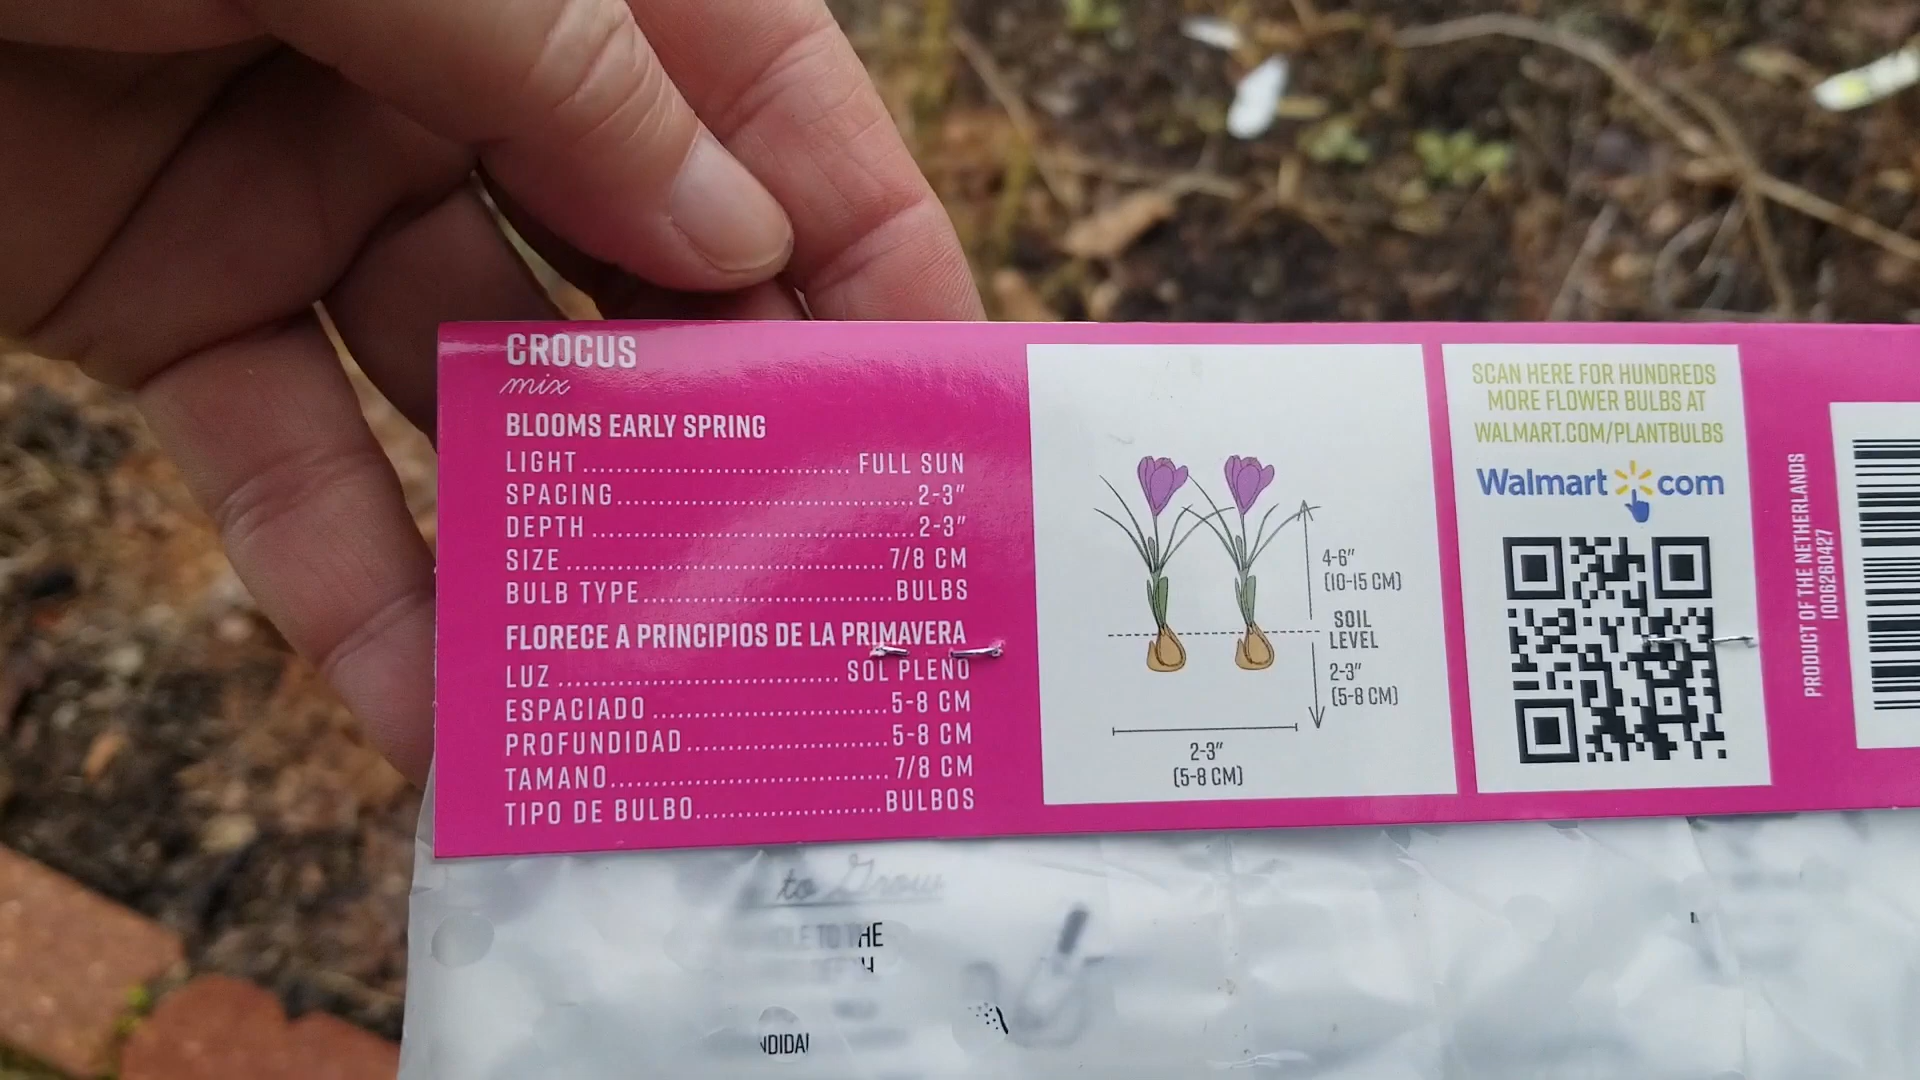 CROCUS
mix
BLOOMS EARLY SPRING
LIGHT.............................. FULL SUN
SPACING.................................2-3"
DEPTH ....................................2-3"
SIZE ....................................7/8 CM
BULB TYPE............................BULBS
FLORECE A PRINCIPIOS DE LA PRIMAVERA
LUZ ................................ SOL PLENO
ESPACIADO ..........................5-8 CM
PROFUNDIDAD......................5-8 CM
TAMANO...............................7/8 CM
TIPO DE BULBO.....................BULBOS
4-6"
(10-15 CM)
SOIL
LEVEL
2-3"
(5-8 CM)
2-3"
(5-8 CM)
SCAN HERE FOR HUNDREDS
MORE FLOWER BULBS AT
WALMART.COM/PLANTBULBS
Walmart com
PRODUCT OF THE NETHERLANDS
1006260427
to Grow
TO THE